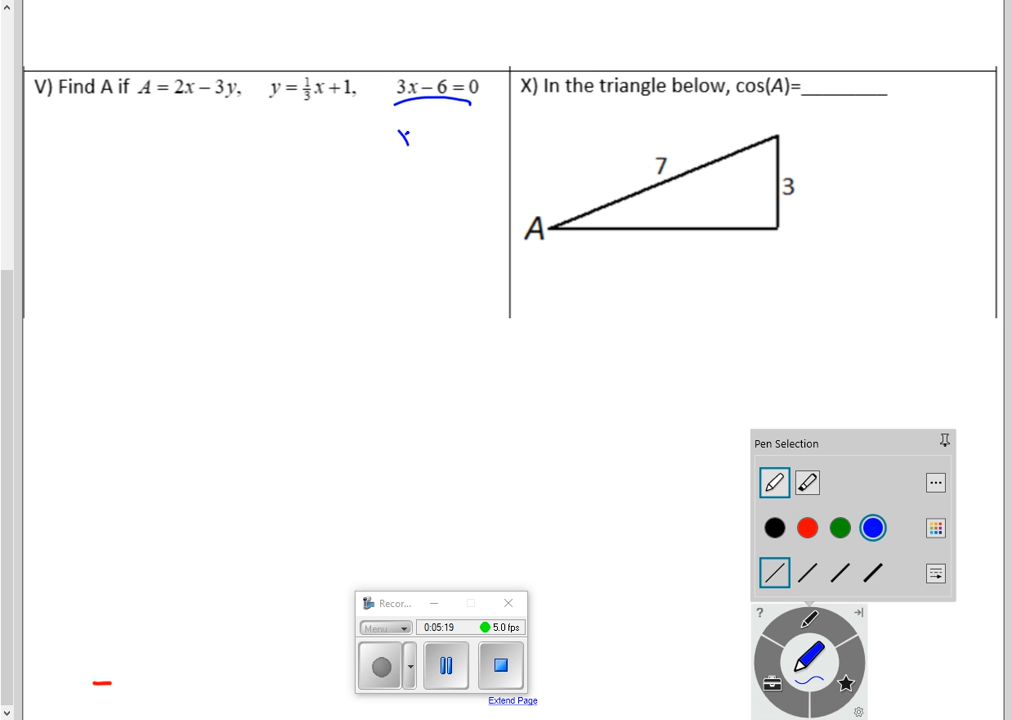 V) Find A if A = 2x − 3y, y = 1/3 x + 1, 3x − 6 = 0
x
X) In the triangle below, cos(A)=________
7
3
A
Pen Selection
Recor...
Menu
0:05:19
5.0 fps
?
Extend Page